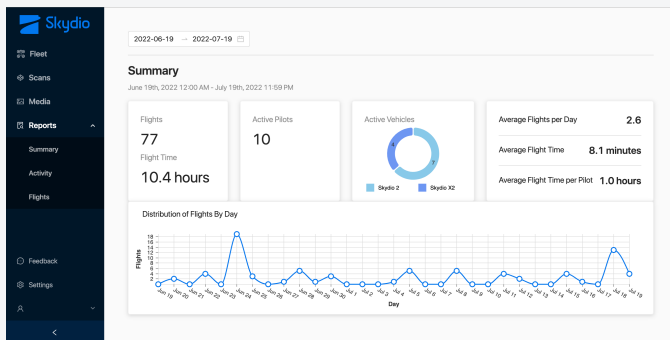 Skydio
Fleet
Scans
Media
Reports
Summary
Activity
Flights
Feedback
Settings
2022-06-19 → 2022-07-19
Summary
June 19th, 2022 12:00 AM - July 19th, 2022 11:59 PM
Flights
77
Flight Time
10.4 hours
Active Pilots
10
Active Vehicles
4
7
Skydio 2 Skydio X2
Average Flights per Day 2.6
Average Flight Time 8.1 minutes
Average Flight Time per Pilot 1.0 hours
Distribution of Flights By Day
Flights
18
16
14
12
10
8
6
4
2
Jun 19 Jun 20 Jun 21 Jun 22 Jun 23 Jun 24 Jun 25 Jun 26 Jun 27 Jun 28 Jun 29 Jun 30 Jul 1 Jul 2 Jul 3 Jul 4 Jul 5 Jul 6 Jul 7 Jul 8 Jul 9 Jul 10 Jul 11 Jul 12 Jul 13 Jul 14 Jul 15 Jul 16 Jul 17 Jul 18 Jul 19
Day